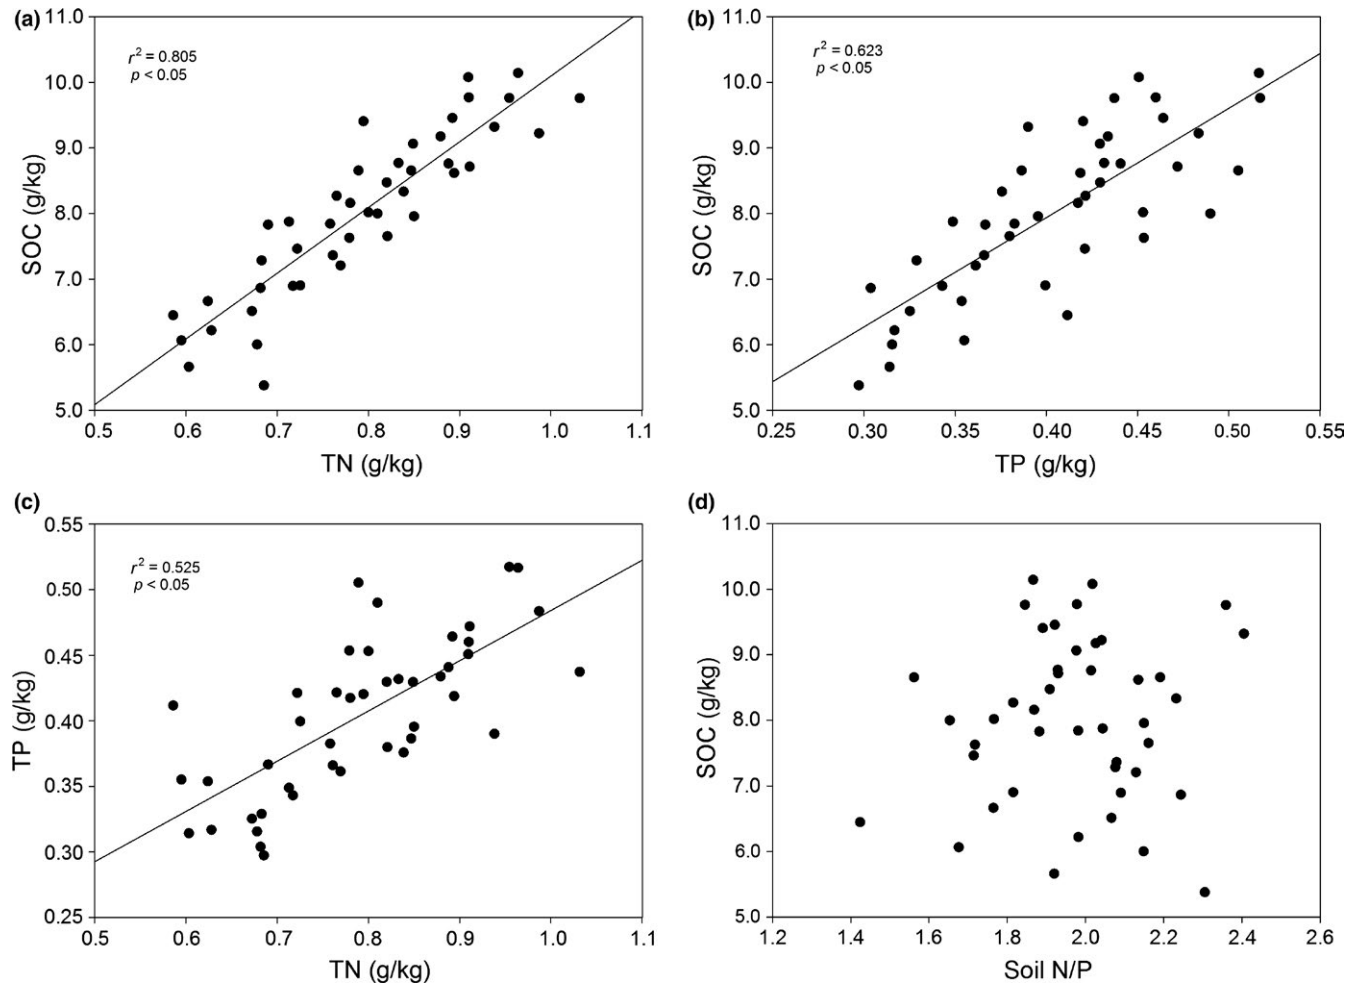 (a)
11.0
10.0
9.0
8.0
7.0
6.0
5.0
SOC (g/kg)
r² = 0.805
p < 0.05
0.5 0.6 0.7 0.8 0.9 1.0 1.1
TN (g/kg)
(b)
11.0
10.0
9.0
8.0
7.0
6.0
5.0
SOC (g/kg)
r² = 0.623
p < 0.05
0.25 0.30 0.35 0.40 0.45 0.50 0.55
TP (g/kg)
(c)
0.55
0.50
0.45
0.40
0.35
0.30
0.25
TP (g/kg)
r² = 0.525
p < 0.05
0.5 0.6 0.7 0.8 0.9 1.0 1.1
TN (g/kg)
(d)
11.0
10.0
9.0
8.0
7.0
6.0
5.0
SOC (g/kg)
1.2 1.4 1.6 1.8 2.0 2.2 2.4 2.6
Soil N/P